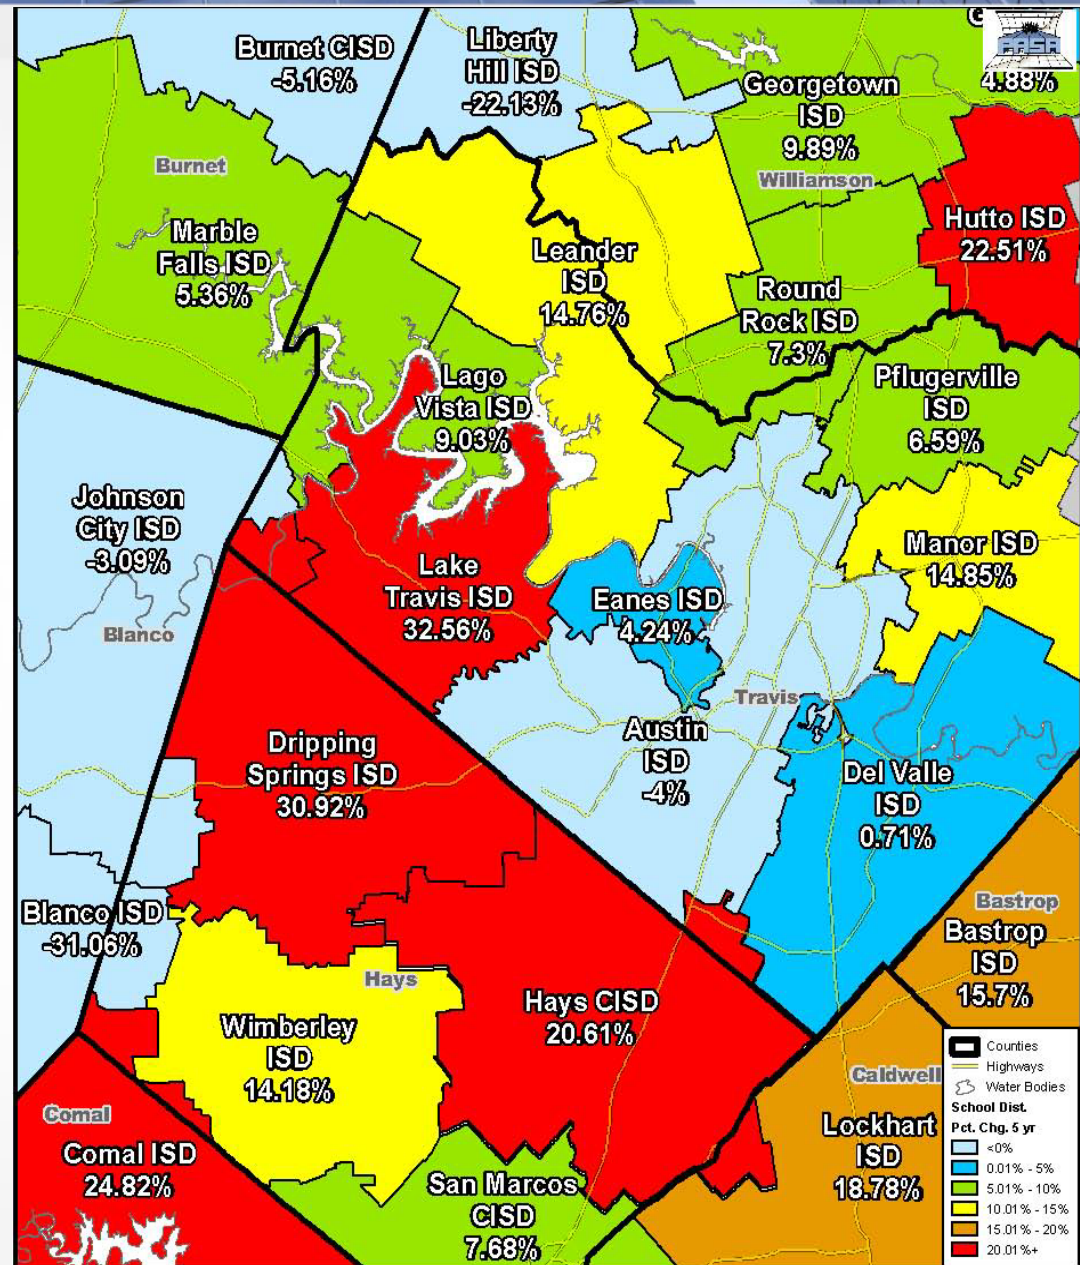 Burnet CISD
-5.16%
Liberty
Hill ISD
-22.13%
G
PASA
4.88%
Georgetown
ISD
9.89%
Burnet
Williamson
Marble
Falls ISD
5.36%
Leander
ISD
14.76%
Hutto ISD
22.51%
Round
Rock ISD
7.3%
Lago
Vista ISD
9.03%
Pflugerville
ISD
6.59%
Johnson
City ISD
-3.09%
Manor ISD
14.85%
Lake
Travis ISD
32.56%
Eanes ISD
4.24%
Blanco
Travis
Austin
ISD
-4%
Dripping
Springs ISD
30.92%
Del Valle
ISD
0.71%
Blanco ISD
-31.06%
Bastrop
Bastrop
ISD
15.7%
Hays
Hays CISD
20.61%
Wimberley
ISD
14.18%
Caldwell
Comal
Comal ISD
24.82%
Lockhart
ISD
18.78%
San Marcos
CISD
7.68%
Counties
Highways
Water Bodies
School Dist.
Pct. Chg. 5 yr
<0%
0.01% - 5%
5.01% - 10%
10.01% - 15%
15.01% - 20%
20.01%+